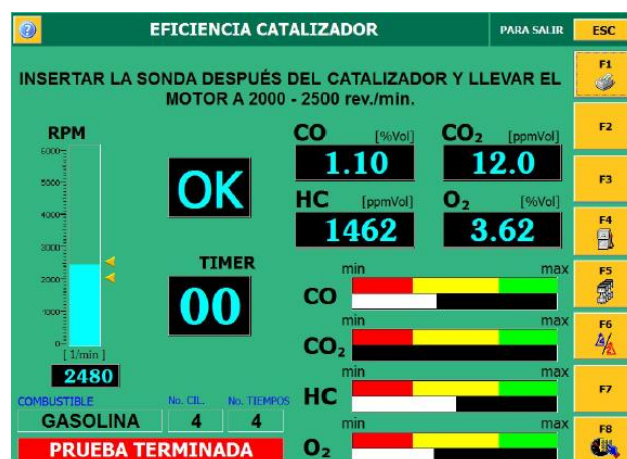 EFICIENCIA CATALIZADOR
PARA SALIR
ESC
INSERTAR LA SONDA DESPUÉS DEL CATALIZADOR Y LLEVAR EL
MOTOR A 2000 - 2500 rev./min.
F1
F2
F3
F4
F5
F6
F7
F8
RPM
6000
5000
4000
3000
2000
1000
0
[ 1/min ]
2480
OK
TIMER
00
CO [%Vol]
1.10
CO₂ [ppmVol]
12.0
HC [ppmVol]
1462
O₂ [%Vol]
3.62
min max
CO
min max
CO₂
min max
HC
min max
O₂
COMBUSTIBLE No. CIL. No. TIEMPOS
GASOLINA 4 4
PRUEBA TERMINADA